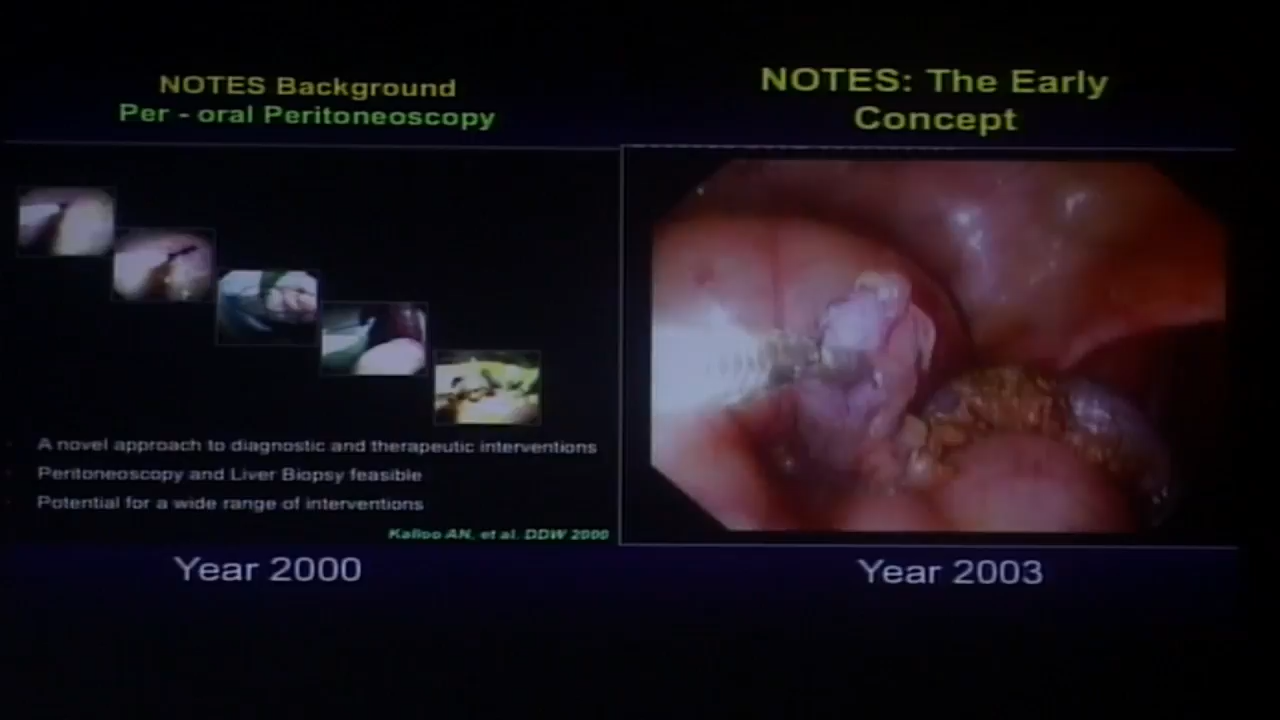 NOTES Background
Per - oral Peritoneoscopy
A novel approach to diagnostic and therapeutic interventions
Peritoneoscopy and Liver Biopsy feasible
Potential for a wide range of interventions
Kalloo AN, et al. DDW 2000
Year 2000
NOTES: The Early
Concept
Year 2003